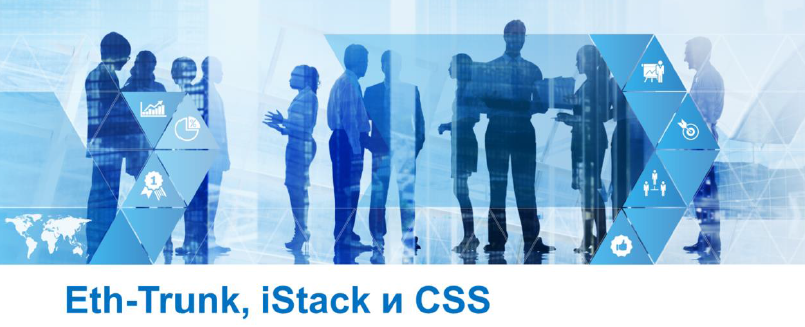 Eth-Trunk, iStack и CSS